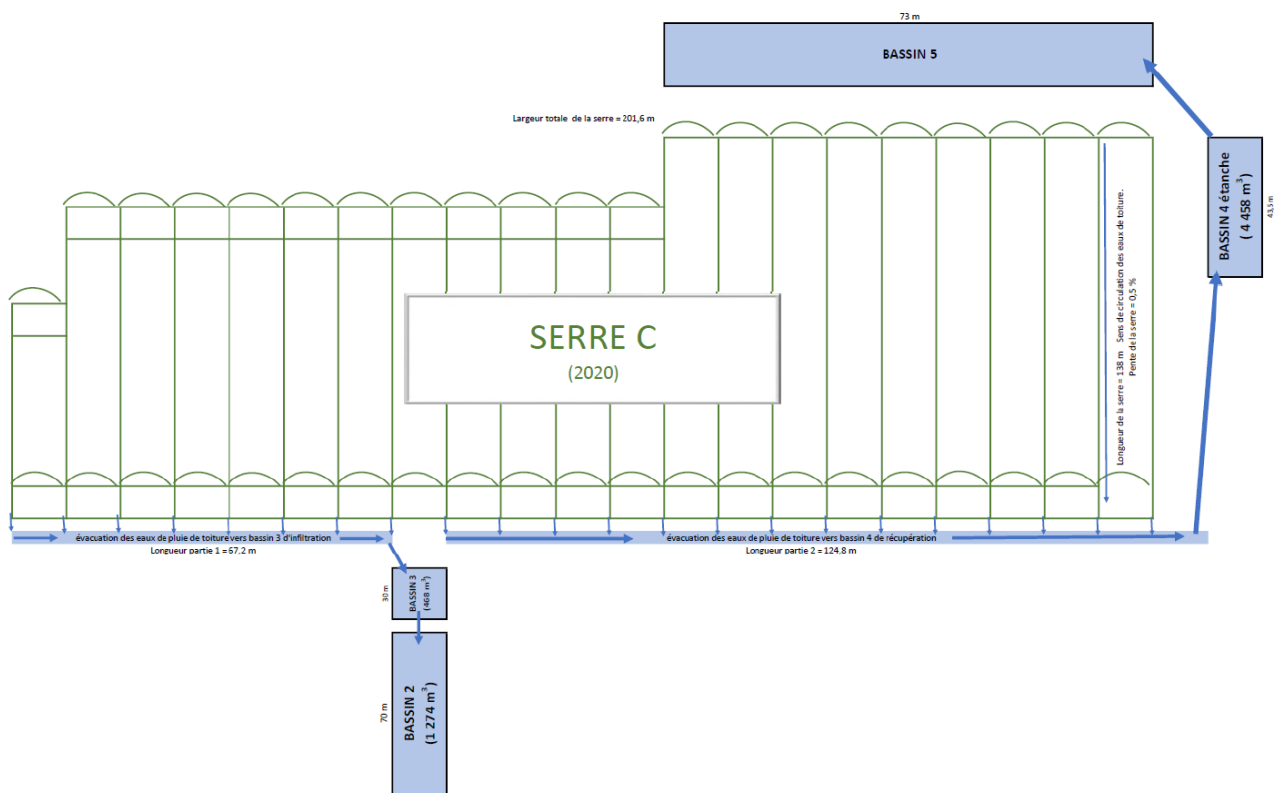 73 m
BASSIN 5
Largeur totale de la serre = 201,6 m
BASSIN 4 étanche
( 4 458 m³)
43,5 m
Longueur de la serre = 138 m Sens de circulation des eaux de toiture.
Pente de la serre = 0,5 %
SERRE C
(2020)
évacuation des eaux de pluie de toiture vers bassin 3 d'infiltration
Longueur partie 1 = 67,2 m
évacuation des eaux de pluie de toiture vers bassin 4 de récupération
Longueur partie 2 = 124,8 m
30 m
BASSIN 3
(468 m³)
70 m
BASSIN 2
(1 274 m³)